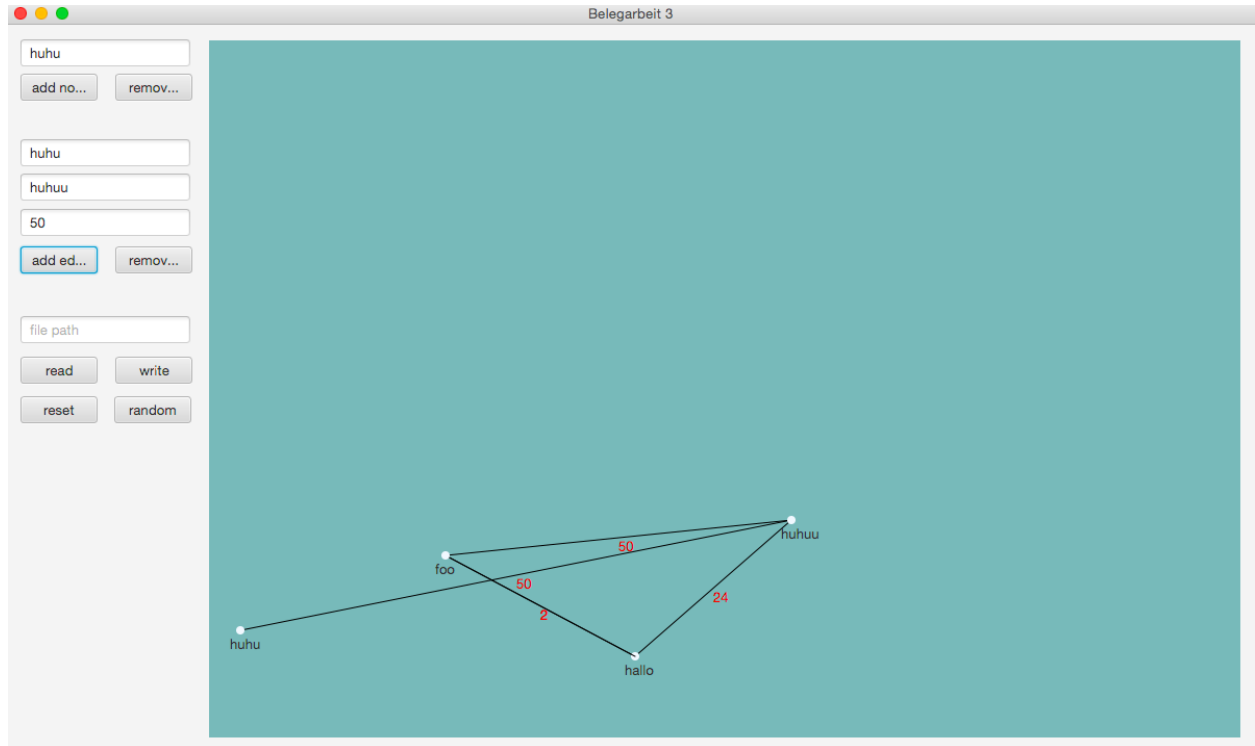 Belegarbeit 3
huhu
add no...
remov...
huhu
huhuu
50
add ed...
remov...
file path
read
write
reset
random
huhuu
50
foo
50
24
2
huhu
hallo